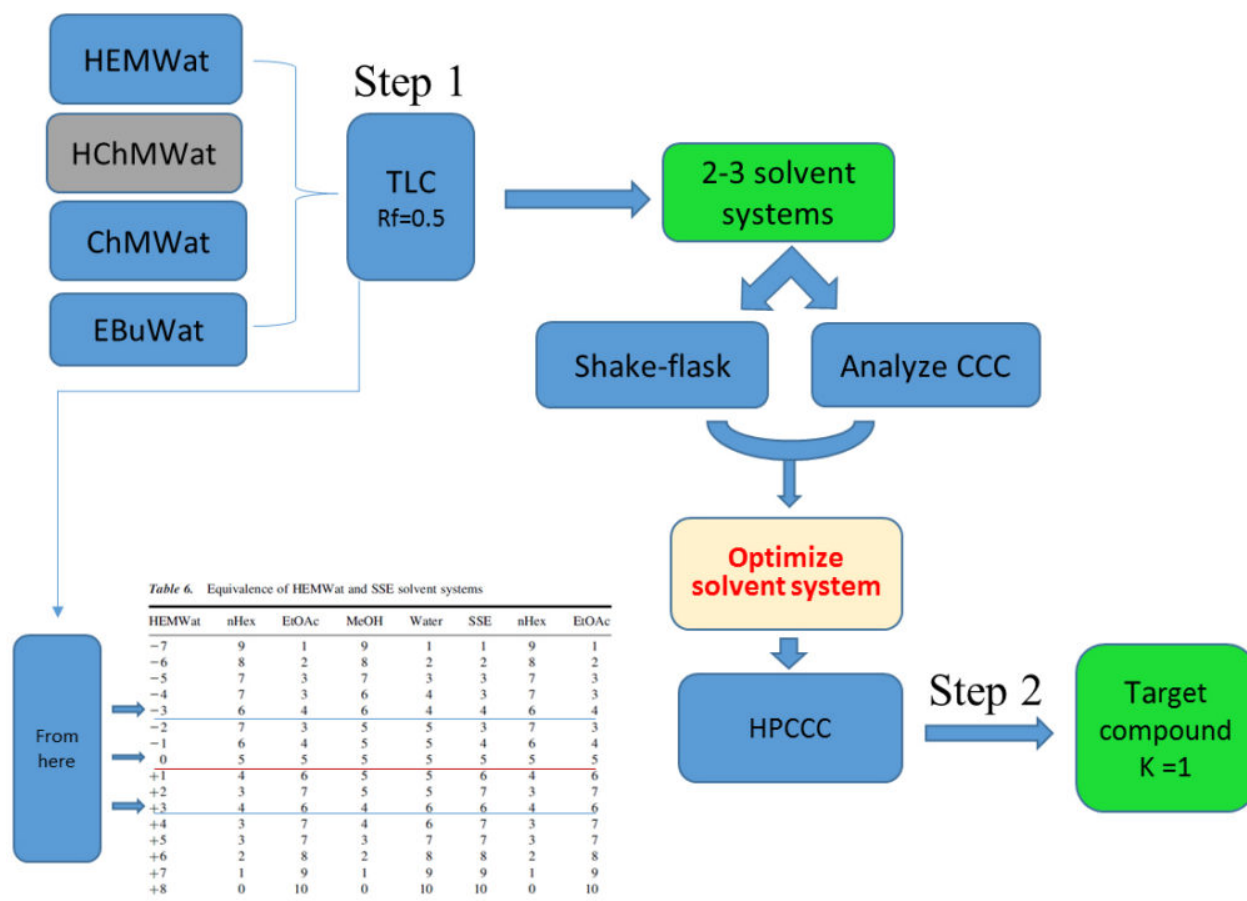 HEMWat
HChMWat
ChMWat
EBuWat
Step 1
TLC
Rf=0.5
2-3 solvent
systems
Shake-flask
Analyze CCC
Optimize
solvent system
HPCCC
Step 2
Target
compound
K =1
From
here
Table 6. Equivalence of HEMWat and SSE solvent systems
HEMWat nHex EtOAc MeOH Water SSE nHex EtOAc
−7 9 1 9 1 1 9 1
−6 8 2 8 2 2 8 2
−5 7 3 7 3 3 7 3
−4 7 3 6 4 3 7 3
−3 6 4 6 4 4 6 4
−2 7 3 5 5 3 7 3
−1 6 4 5 5 4 6 4
0 5 5 5 5 5 5 5
+1 4 6 5 5 6 4 6
+2 3 7 5 5 7 3 7
+3 4 6 4 6 6 4 6
+4 3 7 4 6 7 3 7
+5 3 7 3 7 7 3 7
+6 2 8 2 8 8 2 8
+7 1 9 1 9 9 1 9
+8 0 10 0 10 10 0 10